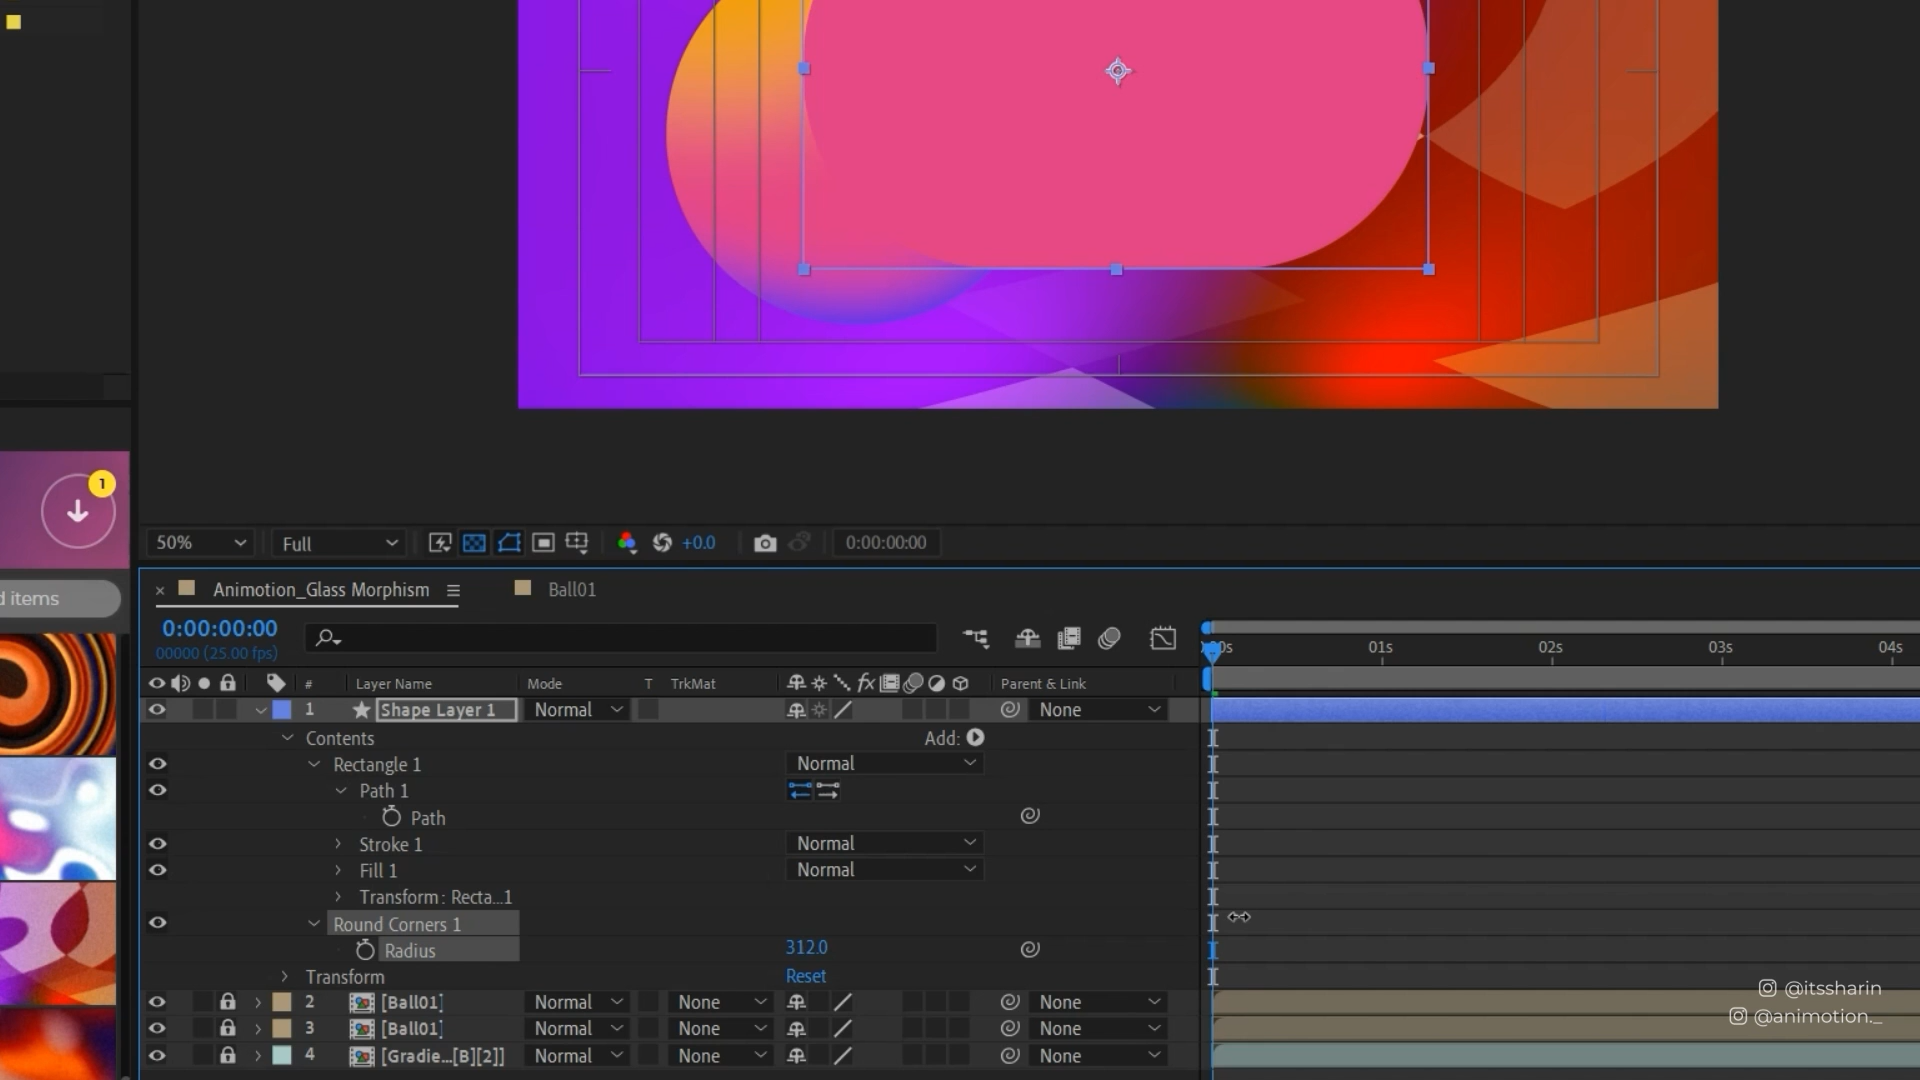 1
d items
50%
Full
+0.0
0:00:00:00
× Animotion_Glass Morphism
Ball01
0:00:00:00
00000 (25.00 fps)
01s 02s 03s 04s
# Layer Name Mode T TrkMat Parent & Link
1 Shape Layer 1 Normal None
Contents Add:
Rectangle 1 Normal
Path 1
Path
Stroke 1 Normal
Fill 1 Normal
Transform: Recta...1
Round Corners 1
Radius 312.0
Transform Reset
@itssharin
2 [Ball01] Normal None None
@animotion._
3 [Ball01] Normal None None
4 [Gradie...[B][2]] Normal None None